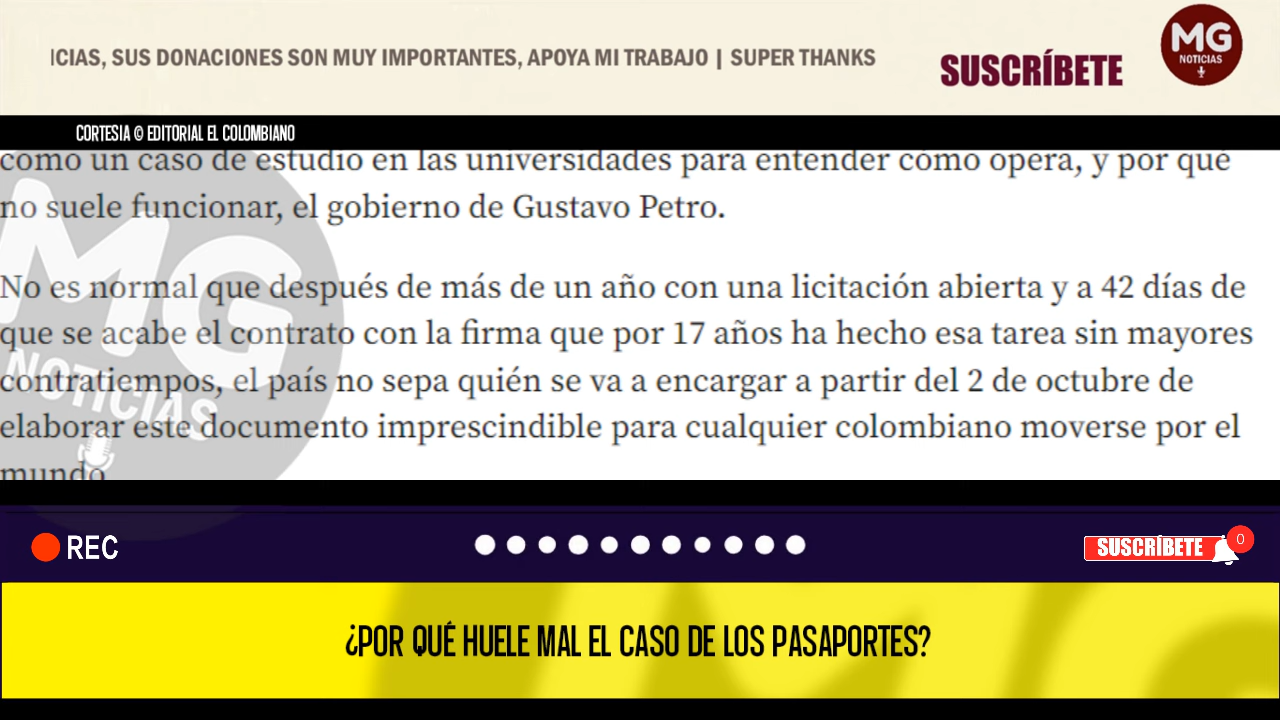 ICIAS, SUS DONACIONES SON MUY IMPORTANTES, APOYA MI TRABAJO | SUPER THANKS
SUSCRÍBETE
MG
NOTICIAS
CORTESIA © EDITORIAL EL COLOMBIANO
como un caso de estudio en las universidades para entender cómo opera, y por qué
no suele funcionar, el gobierno de Gustavo Petro.
No es normal que después de más de un año con una licitación abierta y a 42 días de
que se acabe el contrato con la firma que por 17 años ha hecho esa tarea sin mayores
contratiempos, el país no sepa quién se va a encargar a partir del 2 de octubre de
elaborar este documento imprescindible para cualquier colombiano moverse por el
mundo.
MG
NOTICIAS
REC
SUSCRÍBETE
0
¿POR QUÉ HUELE MAL EL CASO DE LOS PASAPORTES?